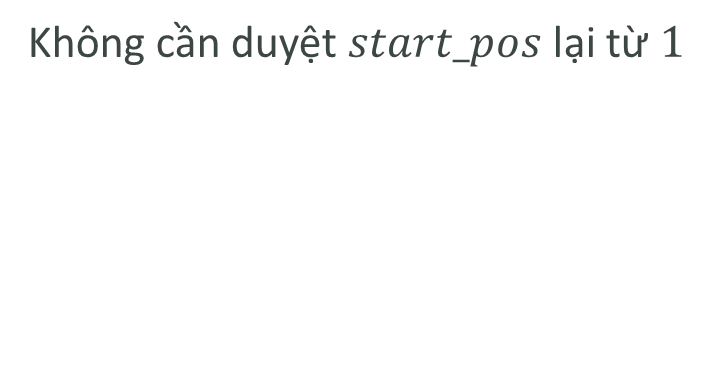 Không cần duyệt start_pos lại từ 1